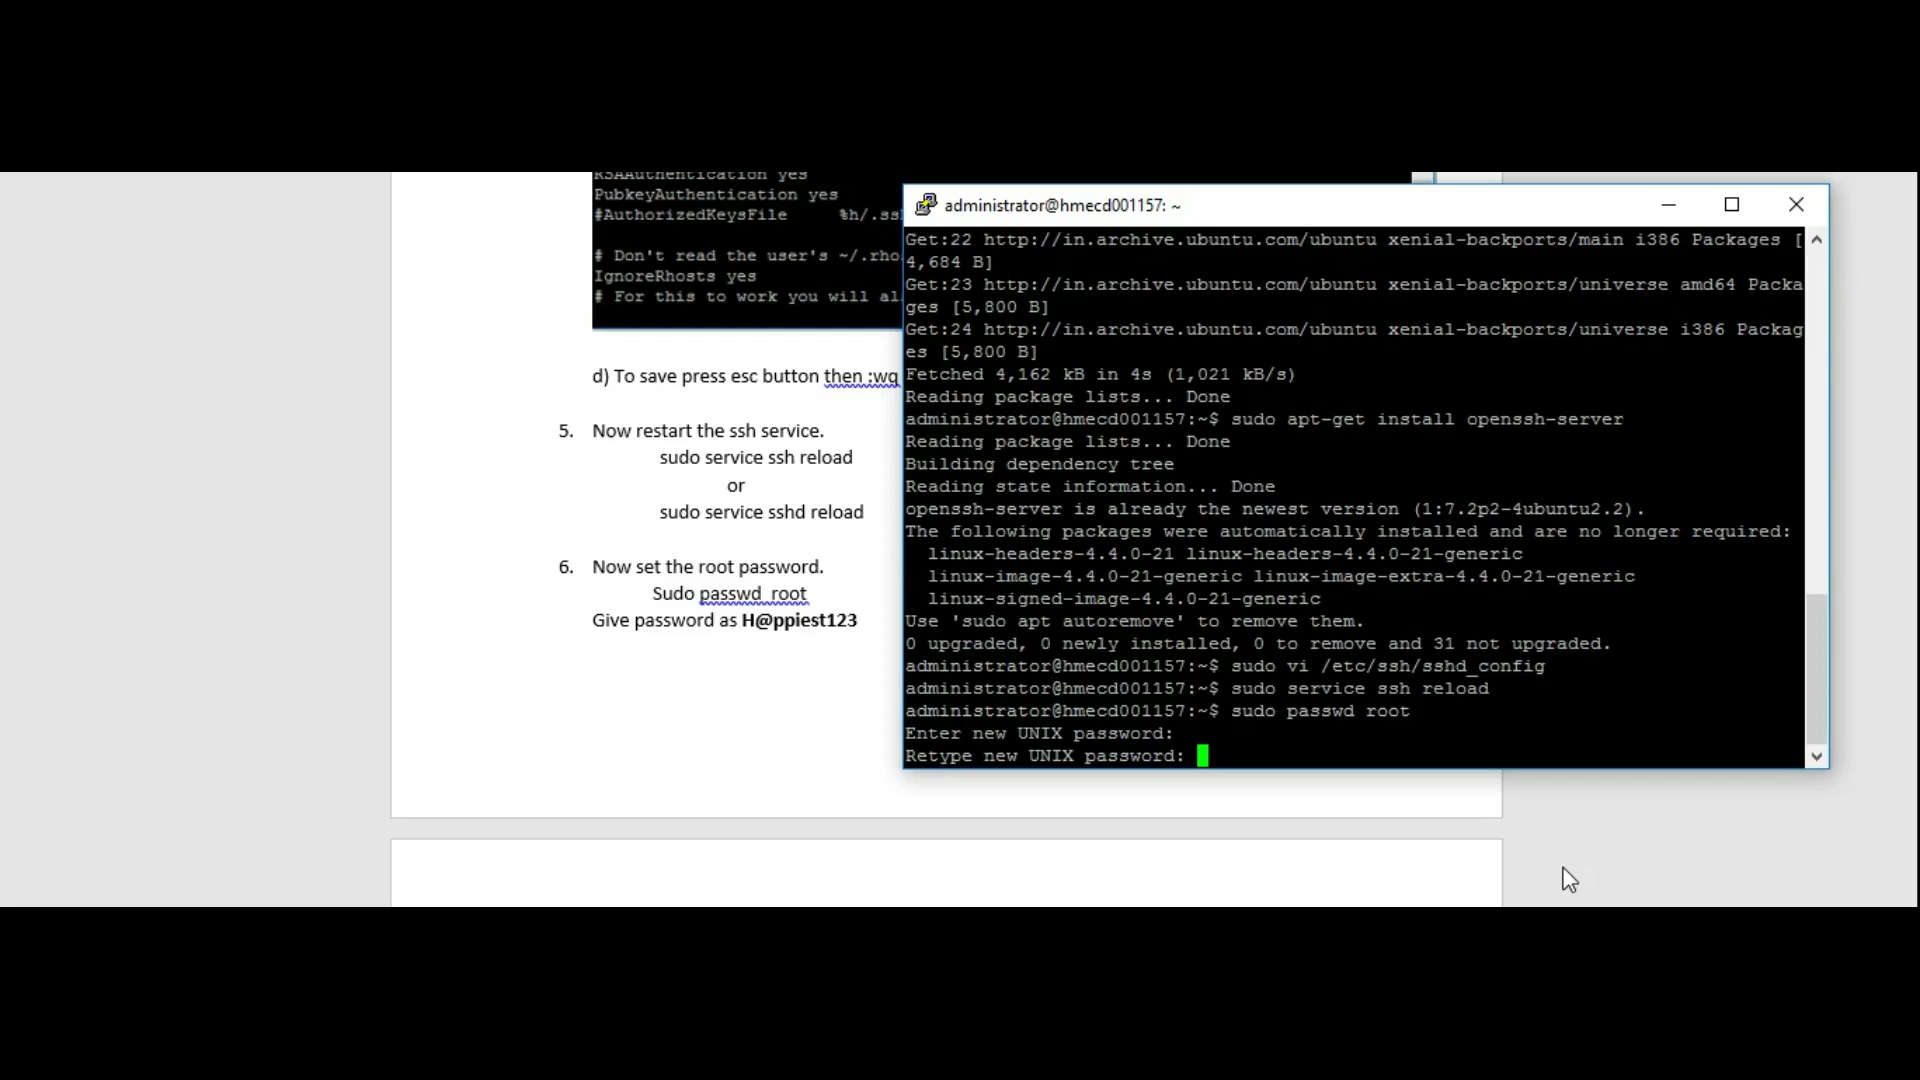 RSAAuthentication yes
PubkeyAuthentication yes
#AuthorizedKeysFile %h/.ss
# Don't read the user's ~/.rho
IgnoreRhosts yes
# For this to work you will al
d) To save press esc button then :wq
5. Now restart the ssh service.
sudo service ssh reload
or
sudo service sshd reload
6. Now set the root password.
Sudo passwd root
Give password as H@ppiest123
administrator@hmecd001157: ~
Get:22 http://in.archive.ubuntu.com/ubuntu xenial-backports/main i386 Packages [
4,684 B]
Get:23 http://in.archive.ubuntu.com/ubuntu xenial-backports/universe amd64 Packa
ges [5,800 B]
Get:24 http://in.archive.ubuntu.com/ubuntu xenial-backports/universe i386 Packag
es [5,800 B]
Fetched 4,162 kB in 4s (1,021 kB/s)
Reading package lists... Done
administrator@hmecd001157:~$ sudo apt-get install openssh-server
Reading package lists... Done
Building dependency tree
Reading state information... Done
openssh-server is already the newest version (1:7.2p2-4ubuntu2.2).
The following packages were automatically installed and are no longer required:
linux-headers-4.4.0-21 linux-headers-4.4.0-21-generic
linux-image-4.4.0-21-generic linux-image-extra-4.4.0-21-generic
linux-signed-image-4.4.0-21-generic
Use 'sudo apt autoremove' to remove them.
0 upgraded, 0 newly installed, 0 to remove and 31 not upgraded.
administrator@hmecd001157:~$ sudo vi /etc/ssh/sshd_config
administrator@hmecd001157:~$ sudo service ssh reload
administrator@hmecd001157:~$ sudo passwd root
Enter new UNIX password:
Retype new UNIX password: